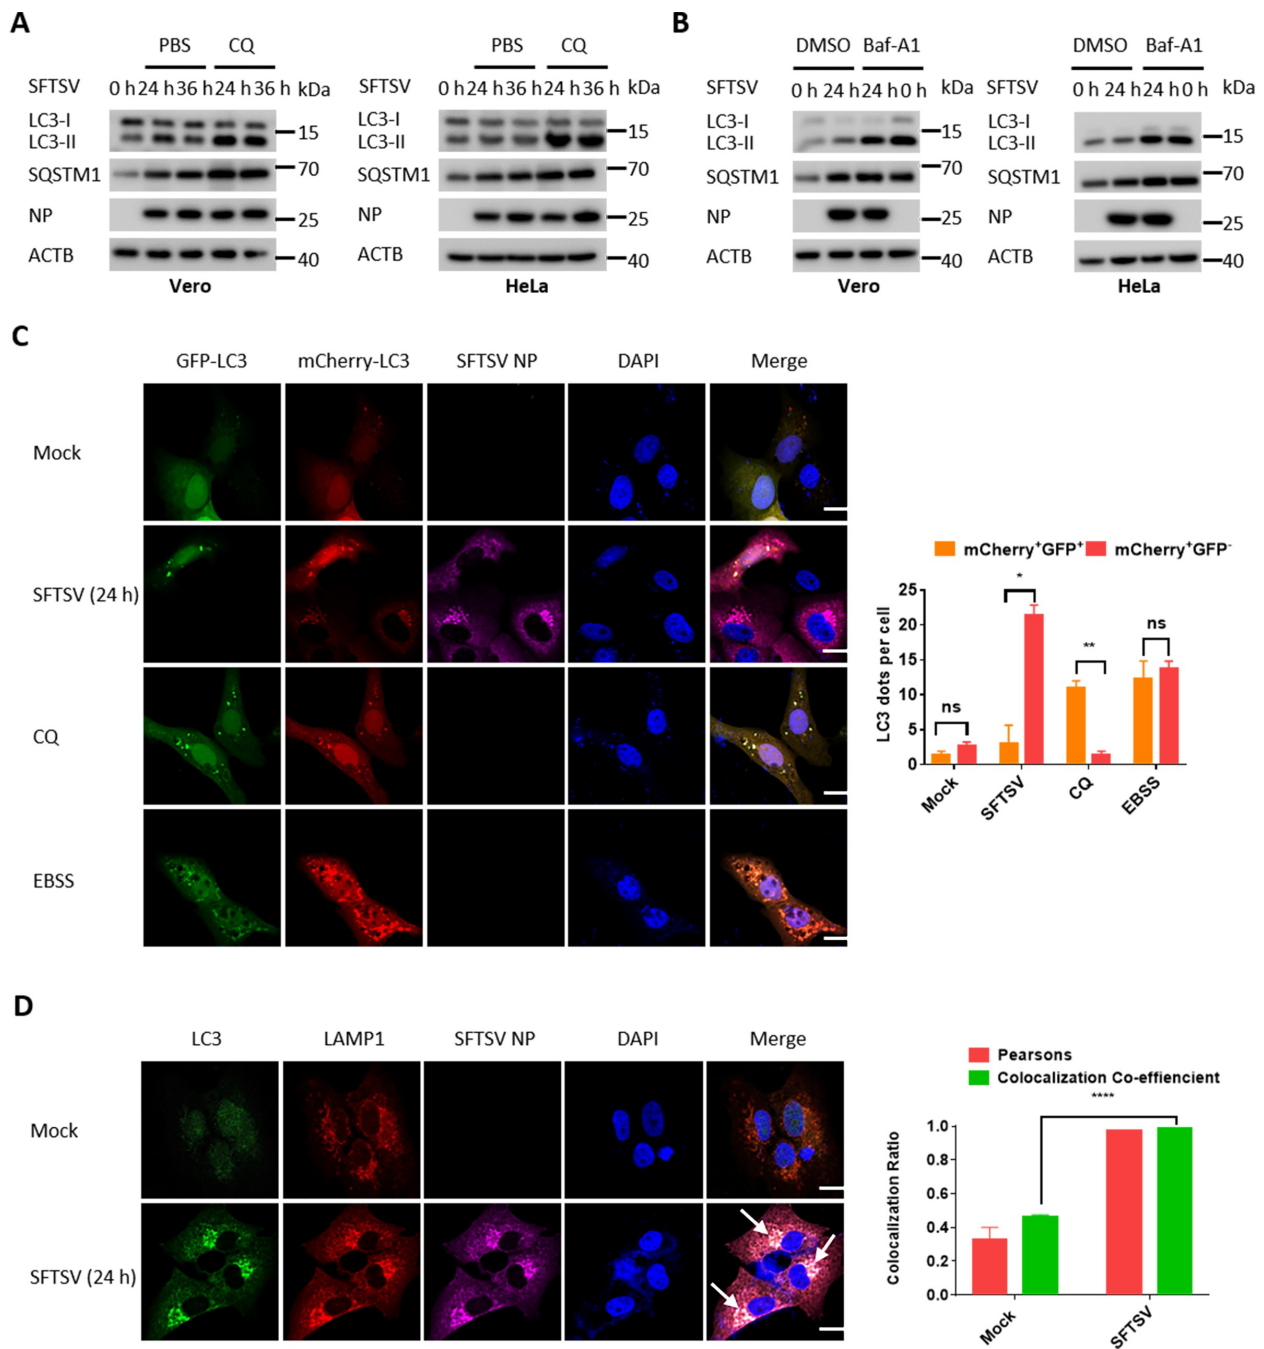 A
B
PBS CQ
PBS CQ
DMSO Baf-A1
DMSO Baf-A1
SFTSV 0 h 24 h 36 h 24 h 36 h kDa
SFTSV 0 h 24 h 36 h 24 h 36 h kDa
SFTSV 0 h 24 h 24 h 0 h kDa
SFTSV 0 h 24 h 24 h 0 h kDa
LC3-I
LC3-II
15
SQSTM1
70
NP
25
ACTB
40
Vero
LC3-I
LC3-II
15
SQSTM1
70
NP
25
ACTB
40
HeLa
LC3-I
LC3-II
15
SQSTM1
70
NP
25
ACTB
40
Vero
LC3-I
LC3-II
15
SQSTM1
70
NP
25
ACTB
40
HeLa
C
GFP-LC3 mCherry-LC3 SFTSV NP DAPI Merge
Mock
SFTSV (24 h)
CQ
EBSS
mCherry⁺GFP⁺ mCherry⁺GFP⁻
LC3 dots per cell
25
20
15
10
5
0
ns
*
**
ns
Mock
SFTSV
CQ
EBSS
D
LC3 LAMP1 SFTSV NP DAPI Merge
Mock
SFTSV (24 h)
Pearsons
Colocalization Co-effiencient
****
Colocalization Ratio
1.0
0.8
0.6
0.4
0.2
0.0
Mock
SFTSV